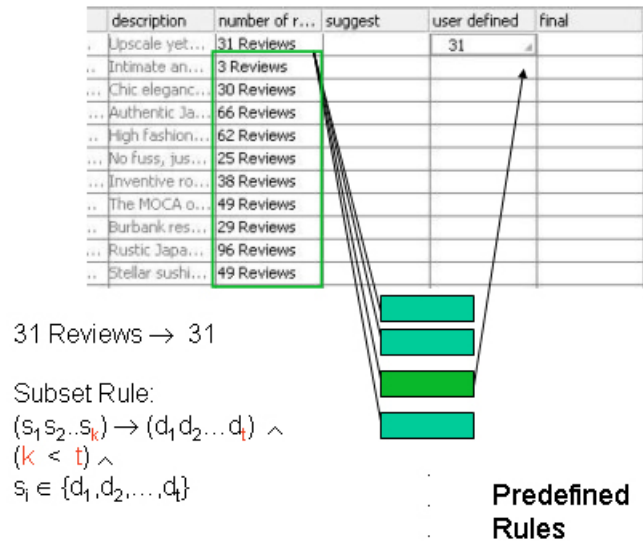 description number of r... suggest user defined final
. Upscale yet... 31 Reviews 31
.. Intimate an... 3 Reviews
... Chic eleganc... 30 Reviews
... Authentic Ja... 66 Reviews
... High fashion... 62 Reviews
... No fuss, jus... 25 Reviews
... Inventive ro... 38 Reviews
.. The MOCA o... 49 Reviews
.. Burbank res... 29 Reviews
.. Rustic Japa... 96 Reviews
.. Stellar sushi... 49 Reviews
31 Reviews → 31
Subset Rule:
(s₁s₂..sₖ) → (d₁d₂...dₜ) ^
(k < t) ^
sᵢ ∈ {d₁,d₂,...,dₜ}
Predefined
Rules